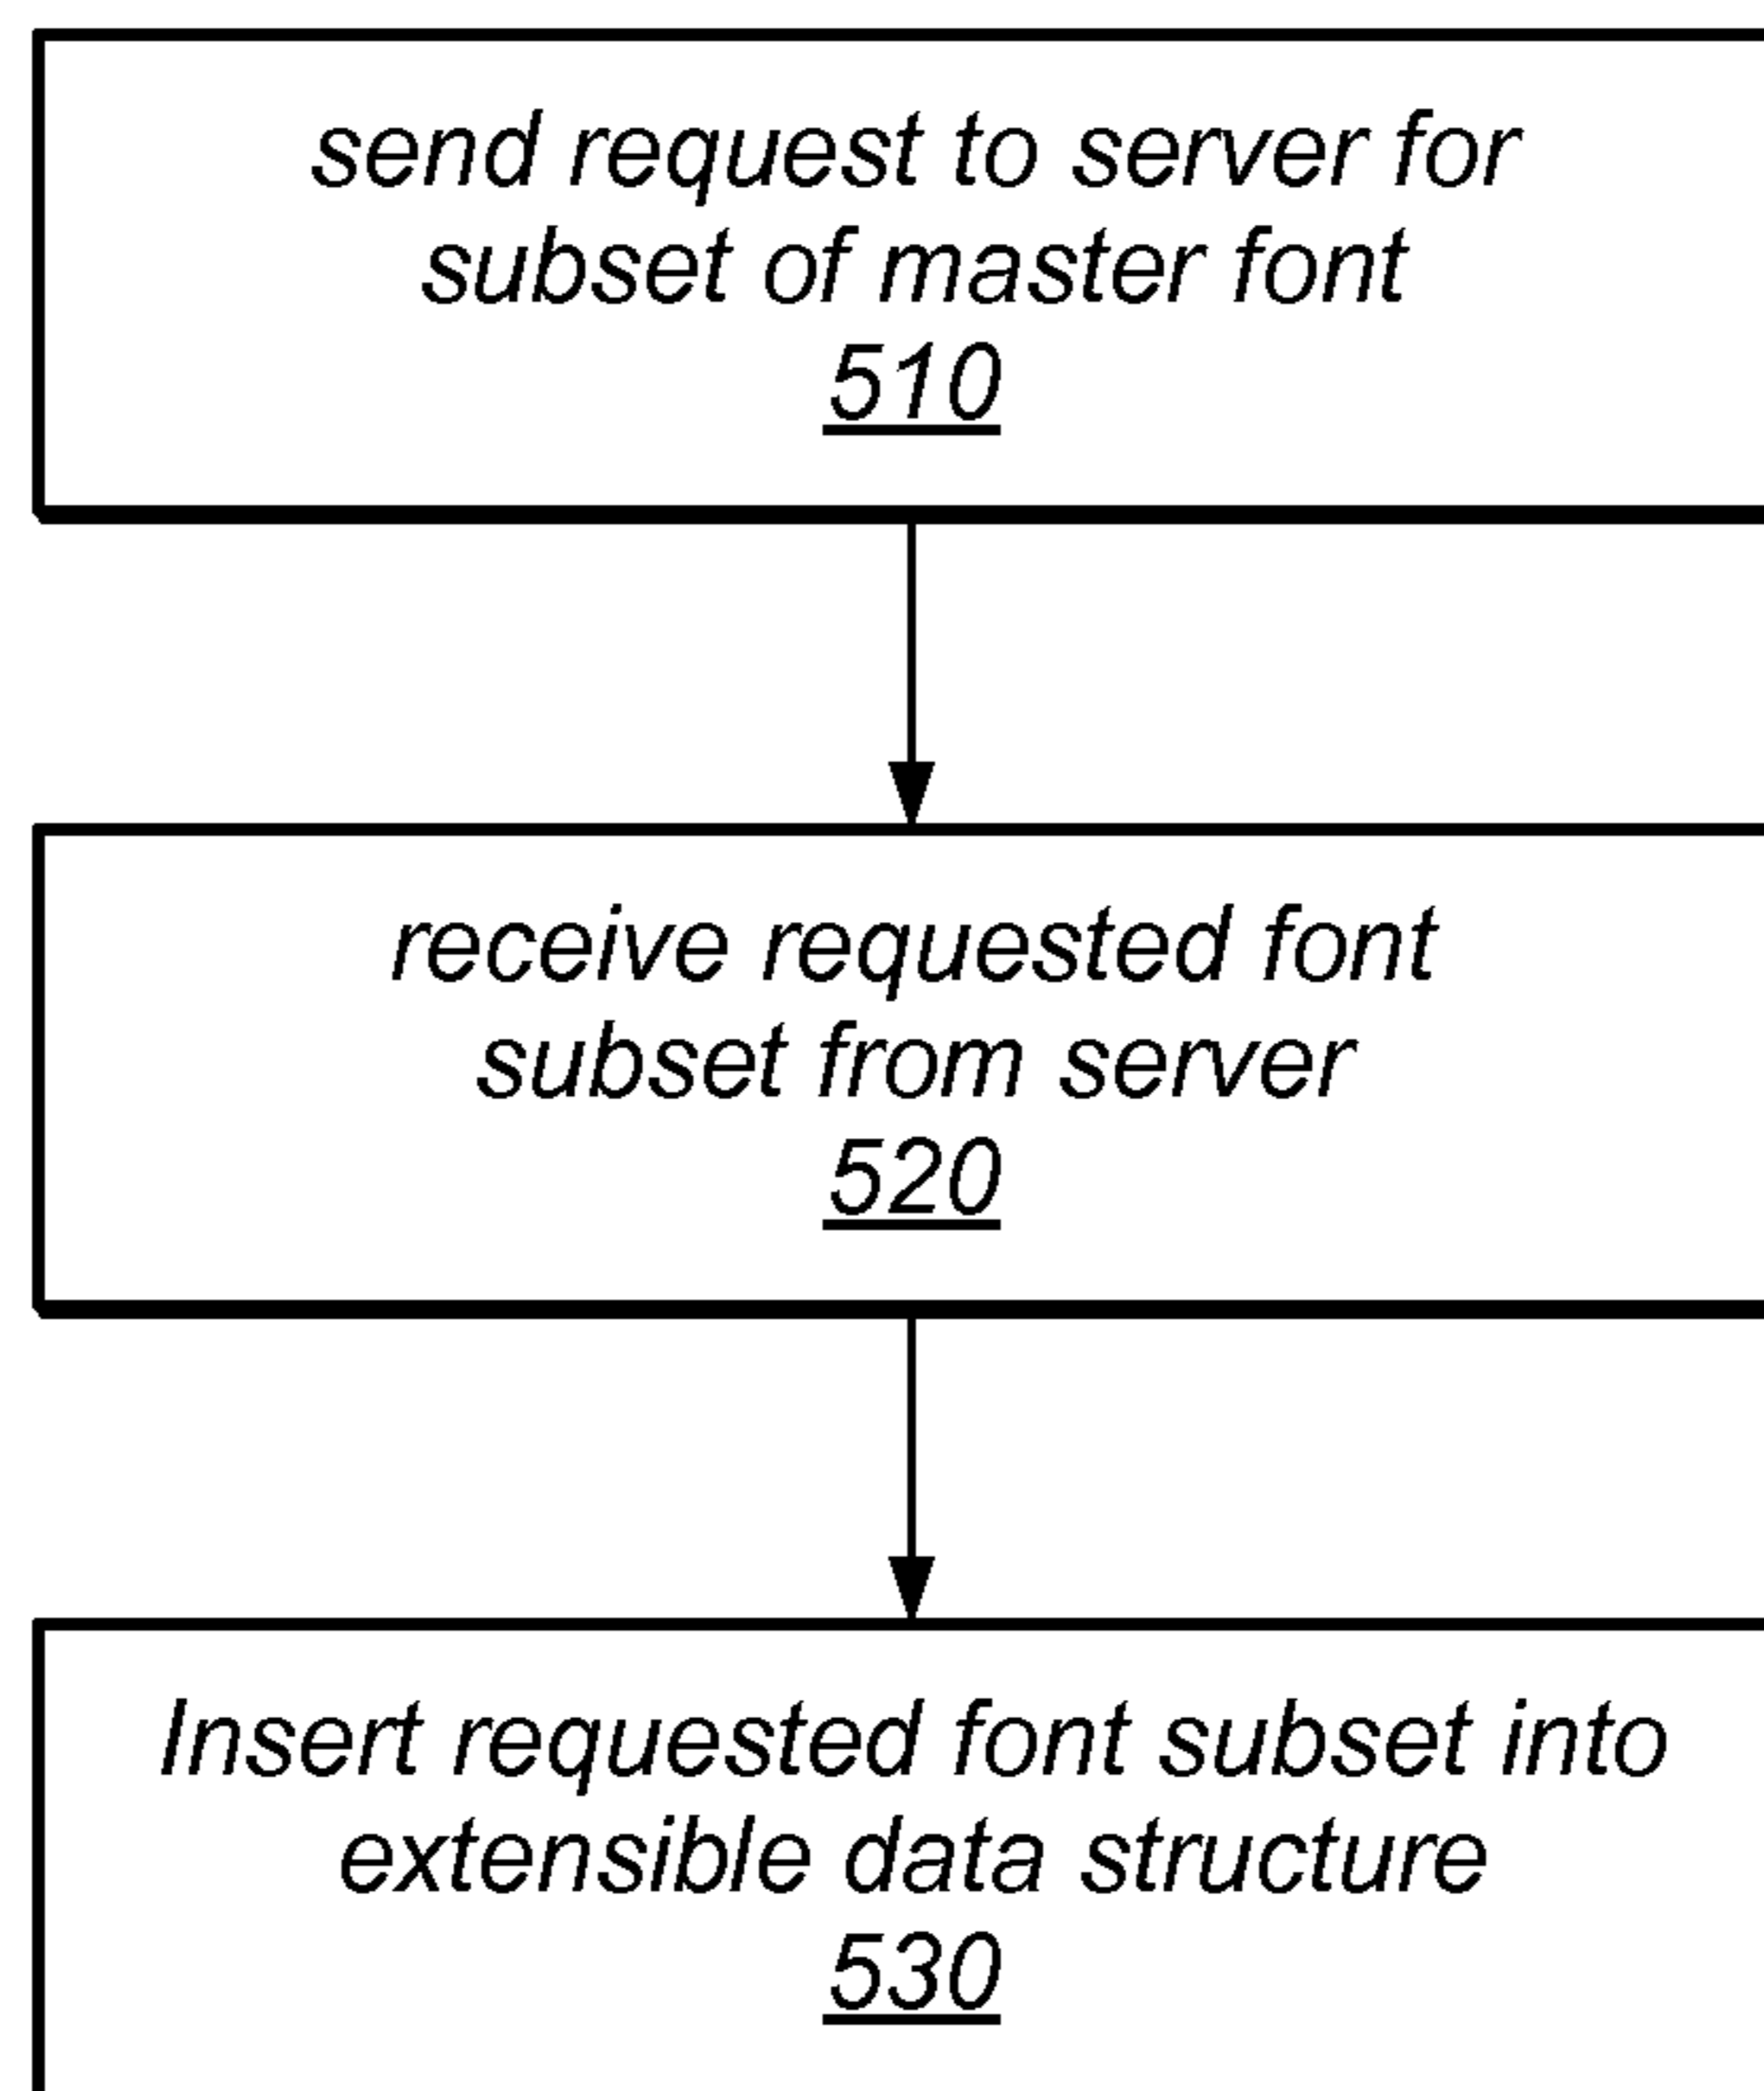 send request to server for
subset of master font
510
receive requested font
subset from server
520
Insert requested font subset into
extensible data structure
530